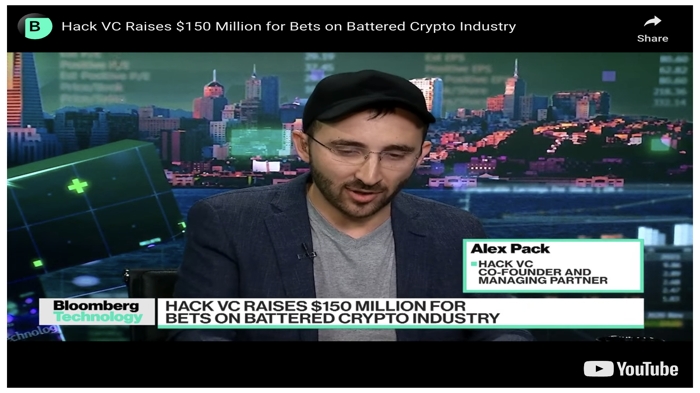 B
Hack VC Raises $150 Million for Bets on Battered Crypto Industry
Share
Alex Pack
HACK VC
CO-FOUNDER AND
MANAGING PARTNER
Bloomberg
Technology
HACK VC RAISES $150 MILLION FOR
BETS ON BATTERED CRYPTO INDUSTRY
YouTube